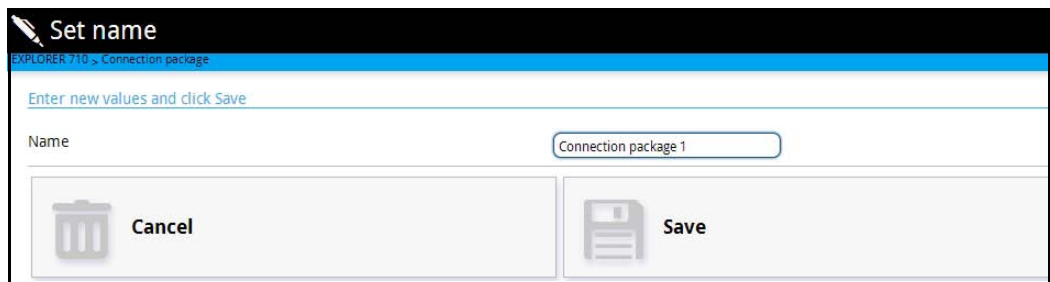 Set name
EXPLORER 710 > Connection package
Enter new values and click Save
Name
Connection package 1
Cancel
Save